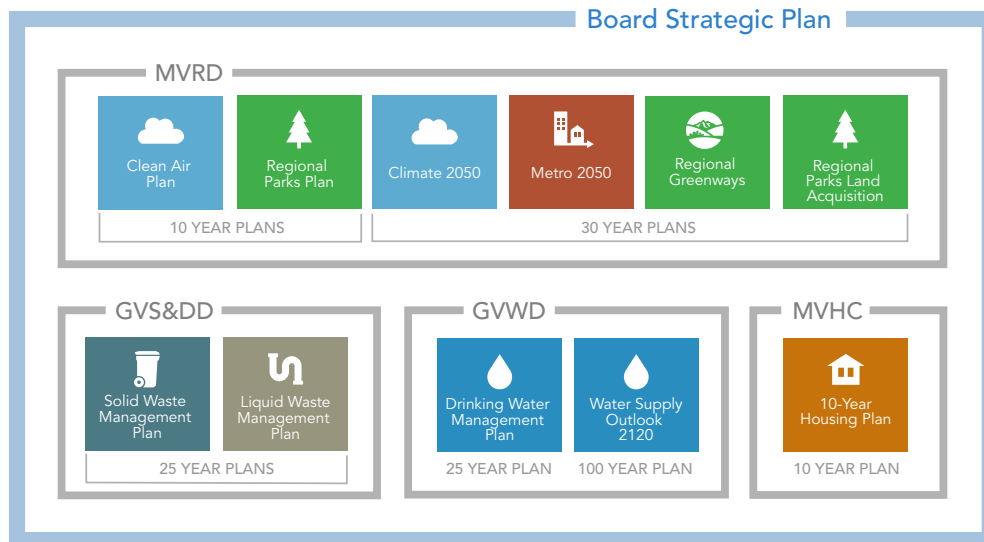 Board Strategic Plan
MVRD
Clean Air
Plan
Regional
Parks Plan
Climate 2050
Metro 2050
Regional
Greenways
Regional
Parks Land
Acquisition
10 YEAR PLANS
30 YEAR PLANS
GVS&DD
Solid Waste
Management
Plan
Liquid Waste
Management
Plan
25 YEAR PLANS
GVWD
Drinking Water
Management
Plan
Water Supply
Outlook
2120
25 YEAR PLAN
100 YEAR PLAN
MVHC
10-Year
Housing Plan
10 YEAR PLAN